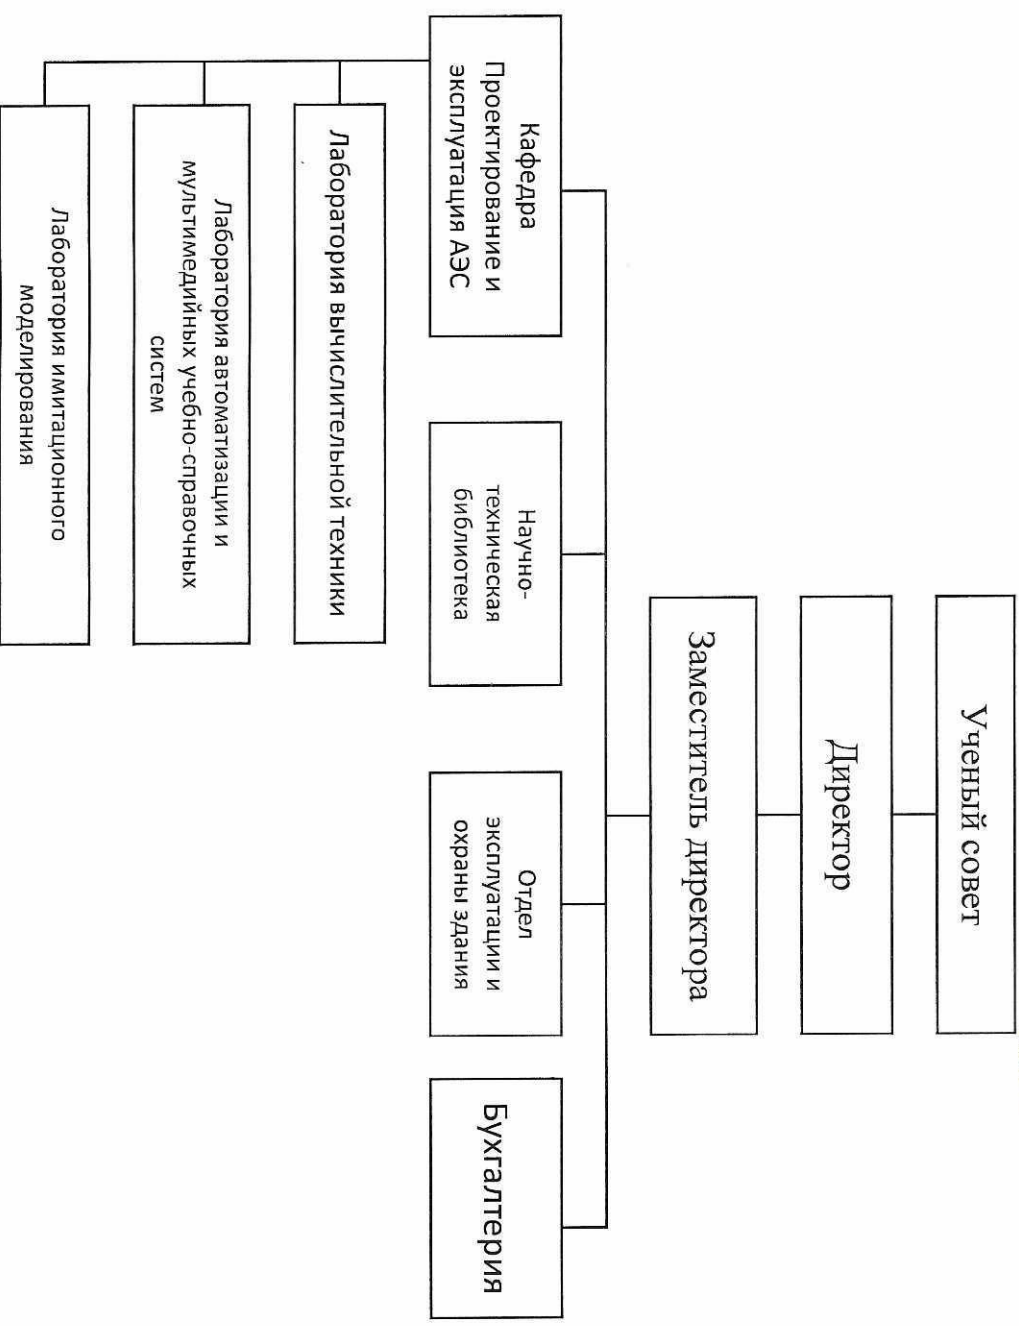 Ученый совет
Директор
Заместитель директора
Кафедра
Проектирование и
эксплуатация АЭС
Научно-
техническая
библиотека
Отдел
эксплуатации и
охраны здания
Бухгалтерия
Лаборатория вычислительной техники
Лаборатория автоматизации и
мультимедийных учебно-справочных
систем
Лаборатория имитационного
моделирования